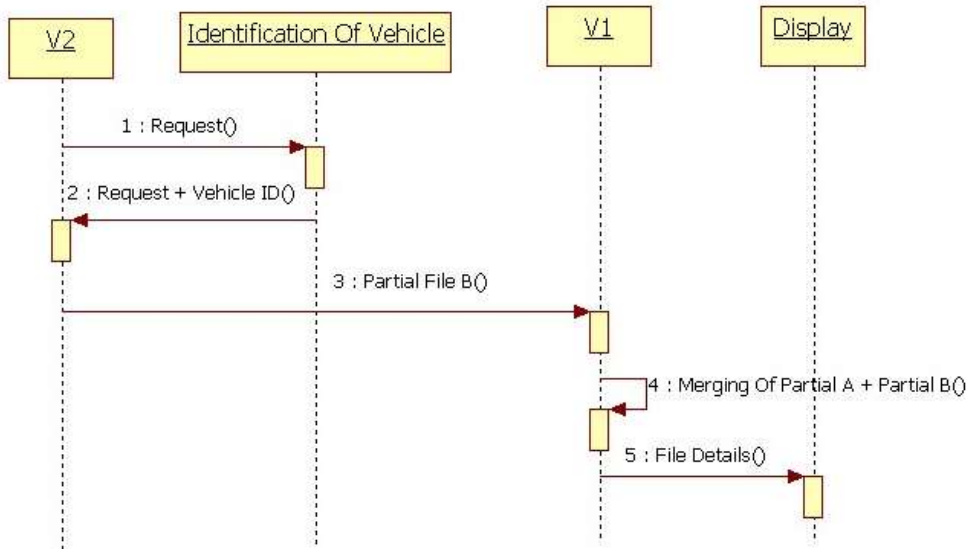 V2
Identification Of Vehicle
V1
Display
1 : Request()
2 : Request + Vehicle ID()
3 : Partial File B()
4 : Merging Of Partial A + Partial B()
5 : File Details()